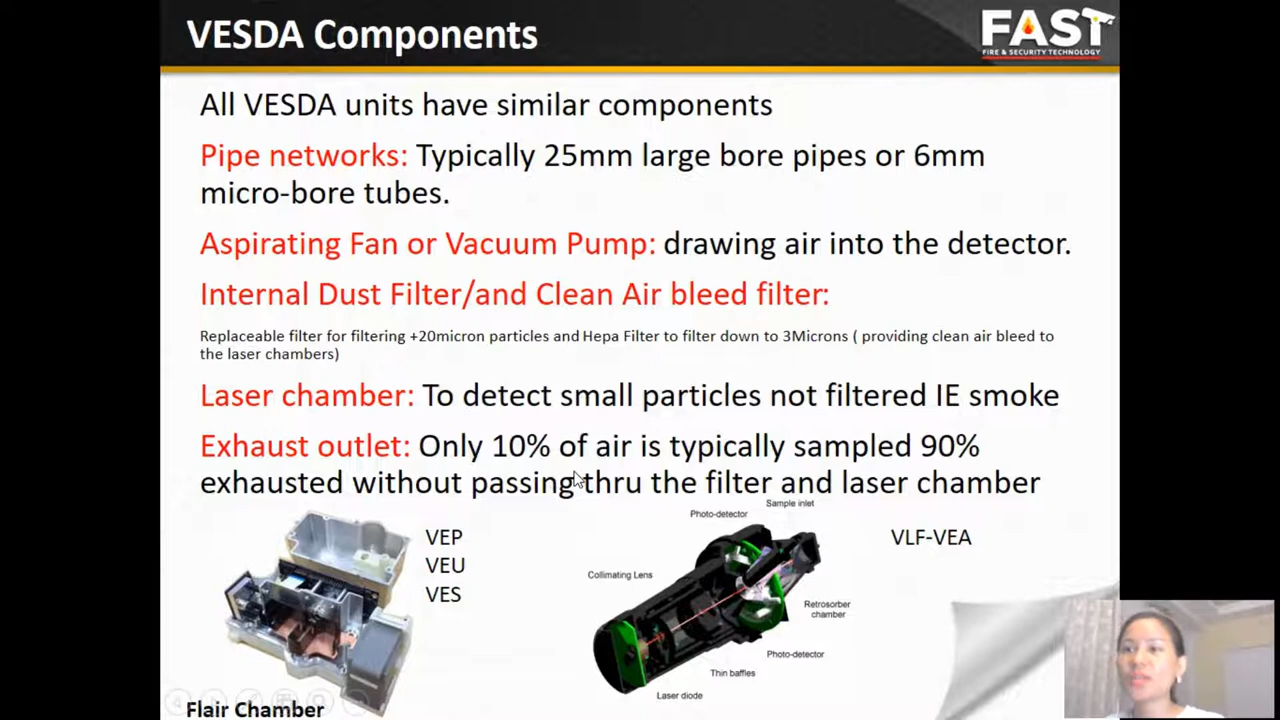 VESDA Components
FAST
FIRE & SECURITY TECHNOLOGY
All VESDA units have similar components
Pipe networks: Typically 25mm large bore pipes or 6mm
micro-bore tubes.
Aspirating Fan or Vacuum Pump: drawing air into the detector.
Internal Dust Filter/and Clean Air bleed filter:
Replaceable filter for filtering +20micron particles and Hepa Filter to filter down to 3Microns ( providing clean air bleed to
the laser chambers)
Laser chamber: To detect small particles not filtered IE smoke
Exhaust outlet: Only 10% of air is typically sampled 90%
exhausted without passing thru the filter and laser chamber
VEP
VEU
VES
Flair Chamber
Sample inlet
Photo-detector
Collimating Lens
Retrosorber
chamber
Photo-detector
Thin baffles
Laser diode
VLF-VEA